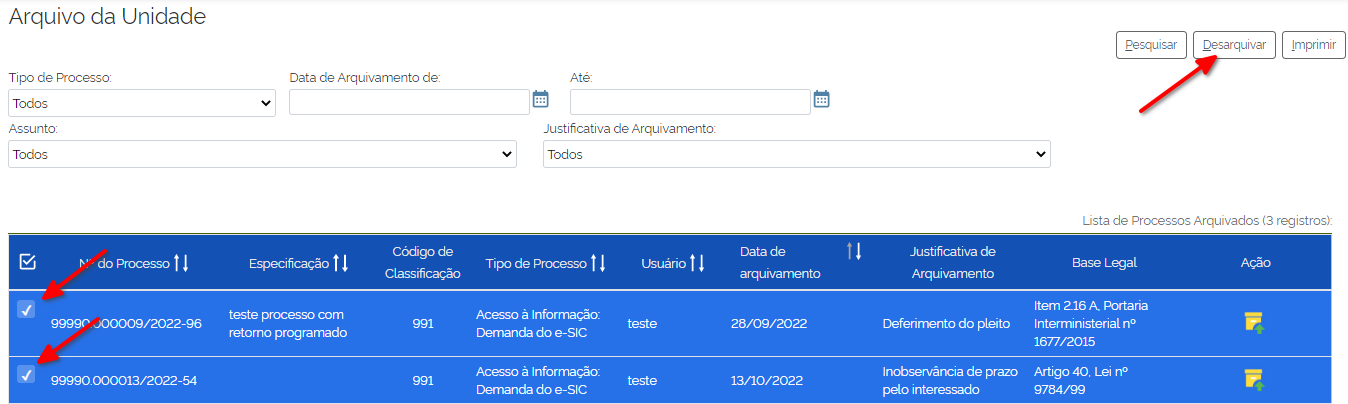 Arquivo da Unidade
Pesquisar Desarquivar Imprimir
Tipo de Processo: Data de Arquivamento de: Até:
Todos
Assunto: Justificativa de Arquivamento:
Todos Todos
Lista de Processos Arquivados (3 registros):
Nº do Processo Especificação Código de Classificação Tipo de Processo Usuário Data de arquivamento Justificativa de Arquivamento Base Legal Ação
99990.000009/2022-96 teste processo com retorno programado 991 Acesso à Informação: Demanda do e-SIC teste 28/09/2022 Deferimento do pleito Item 2.16 A, Portaria Interministerial nº 1677/2015
99990.000013/2022-54 991 Acesso à Informação: Demanda do e-SIC teste 13/10/2022 Inobservância de prazo pelo interessado Artigo 40, Lei nº 9784/99